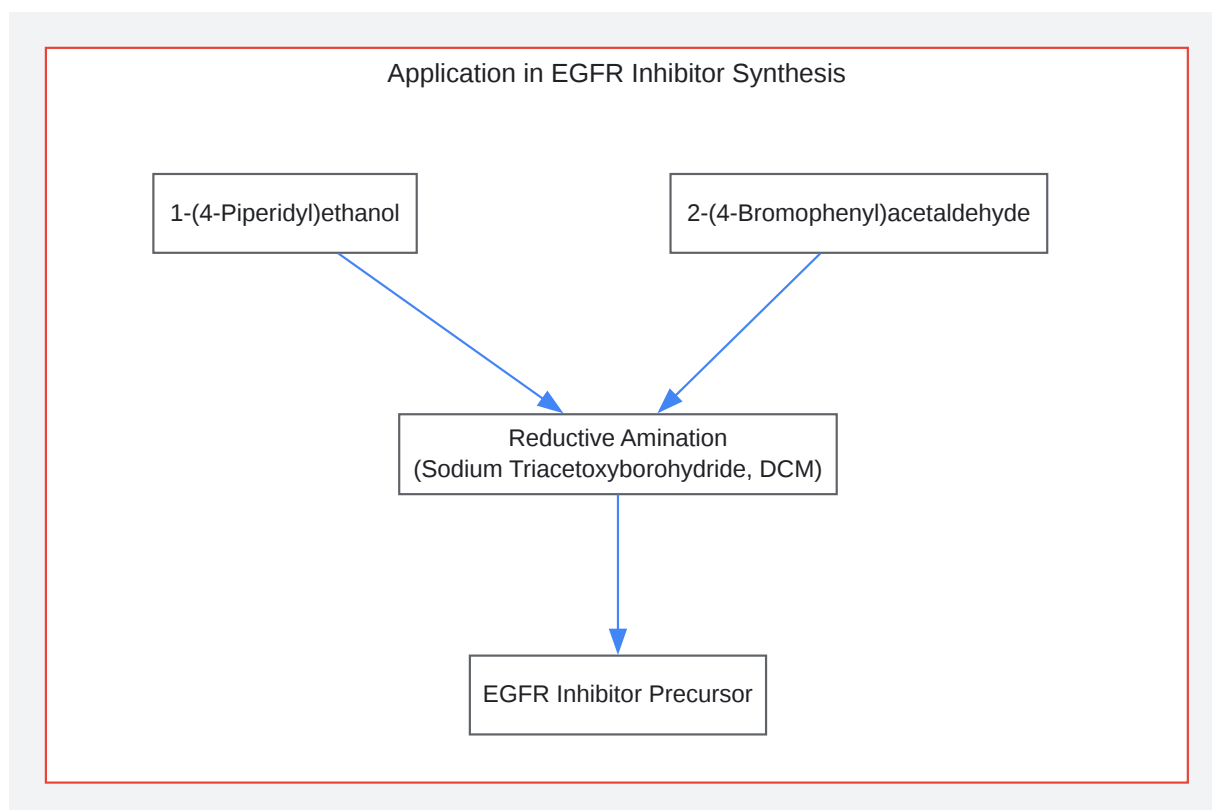 Application in EGFR Inhibitor Synthesis
1-(4-Piperidyl)ethanol
2-(4-Bromophenyl)acetaldehyde
Reductive Amination
(Sodium Triacetoxyborohydride, DCM)
EGFR Inhibitor Precursor